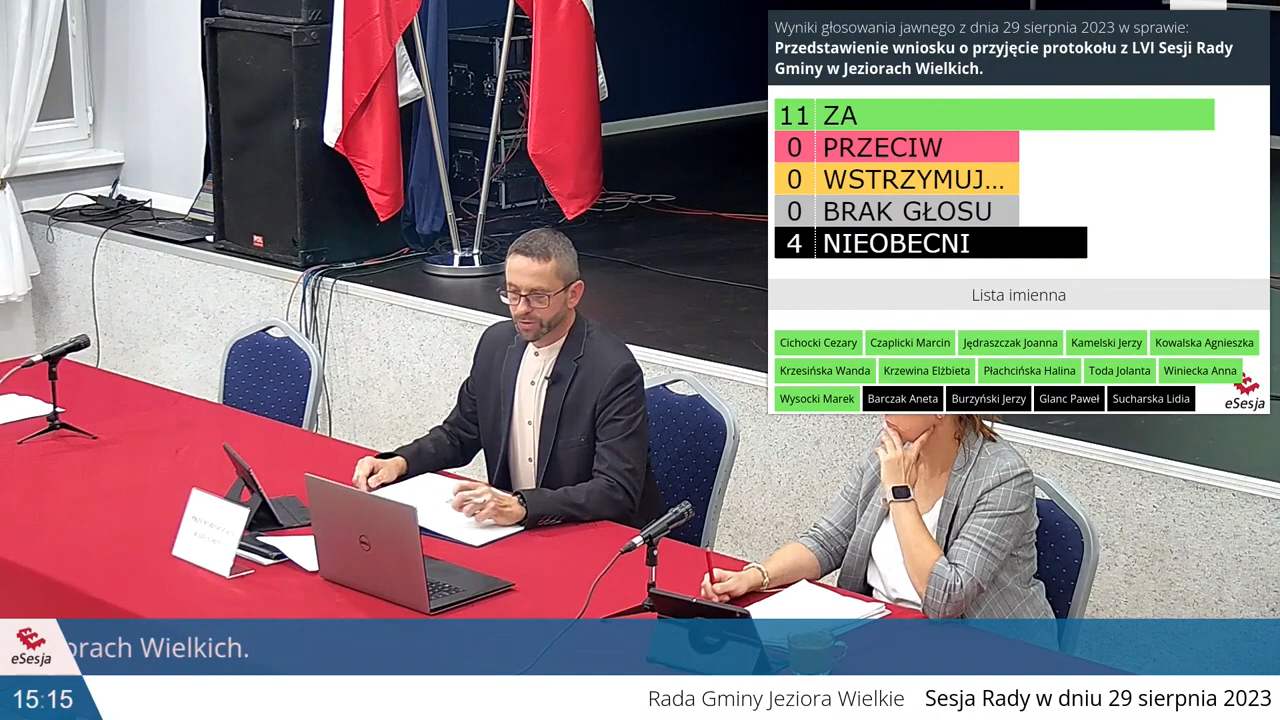 Wyniki głosowania jawnego z dnia 29 sierpnia 2023 w sprawie:
Przedstawienie wniosku o przyjęcie protokołu z LVI Sesji Rady
Gminy w Jeziorach Wielkich.
11 ZA
0 PRZECIW
0 WSTRZYMUJ...
0 BRAK GŁOSU
4 NIEOBECNI
Lista imienna
Cichocki Cezary Czaplicki Marcin Jędraszczak Joanna Kamelski Jerzy Kowalska Agnieszka
Krzesińska Wanda Krzewina Elżbieta Płachcińska Halina Toda Jolanta Winiecka Anna
Wysocki Marek Barczak Aneta Burzyński Jerzy Glanc Paweł Sucharska Lidia
eSesja
DELL
eSesja
orach Wielkich.
15:15
Rada Gminy Jeziora Wielkie Sesja Rady w dniu 29 sierpnia 2023